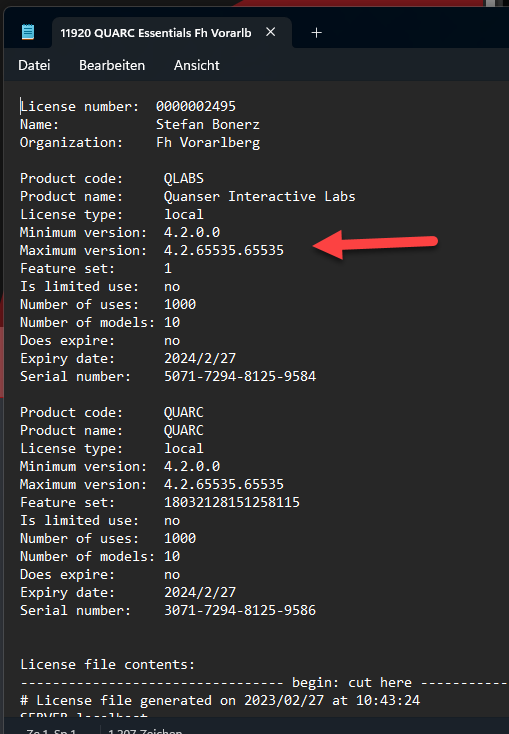 11920 QUARC Essentials Fh Vorarlb
Datei Bearbeiten Ansicht
License number: 0000002495
Name: Stefan Bonerz
Organization: Fh Vorarlberg
Product code: QLABS
Product name: Quanser Interactive Labs
License type: local
Minimum version: 4.2.0.0
Maximum version: 4.2.65535.65535
Feature set: 1
Is limited use: no
Number of uses: 1000
Number of models: 10
Does expire: no
Expiry date: 2024/2/27
Serial number: 5071-7294-8125-9584
Product code: QUARC
Product name: QUARC
License type: local
Minimum version: 4.2.0.0
Maximum version: 4.2.65535.65535
Feature set: 18032128151258115
Is limited use: no
Number of uses: 1000
Number of models: 10
Does expire: no
Expiry date: 2024/2/27
Serial number: 3071-7294-8125-9586
License file contents:
--------------------------------- begin: cut here -----------
# License file generated on 2023/02/27 at 10:43:24
SERVER localhost
Ze 1, Sp 1 1.207 Zeichen